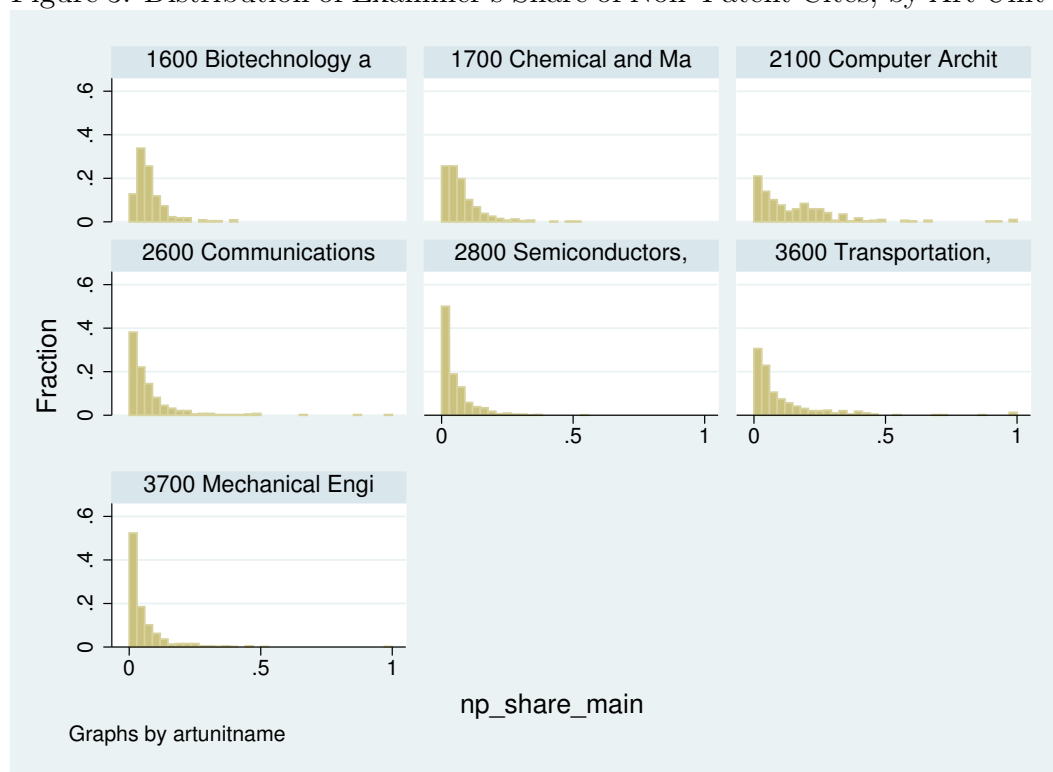 Figure 3: Distribution of Examiner's Share of Non-Patent Cites, by Art Unit
1600 Biotechnology a
1700 Chemical and Ma
2100 Computer Archit
.6
.4
.2
0
2600 Communications
2800 Semiconductors,
3600 Transportation,
.6
.4
.2
0
0 .5 1
0 .5 1
3700 Mechanical Engi
.6
.4
.2
0
0 .5 1
Fraction
np_share_main
Graphs by artunitname